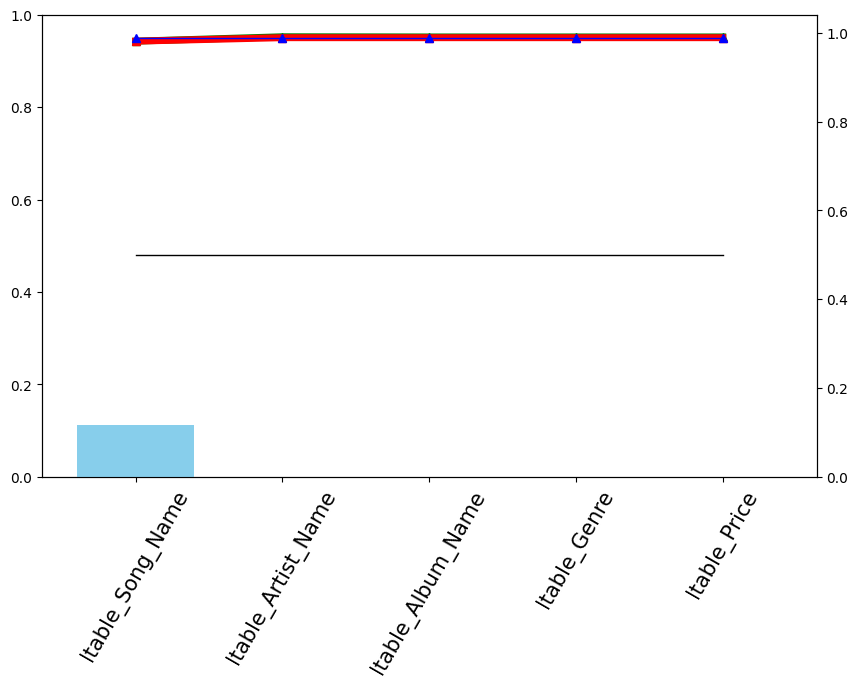 1.0
0.8
0.6
0.4
0.2
0.0
1.0
0.8
0.6
0.4
0.2
0.0
ltable_Song_Name
ltable_Artist_Name
ltable_Album_Name
ltable_Genre
ltable_Price